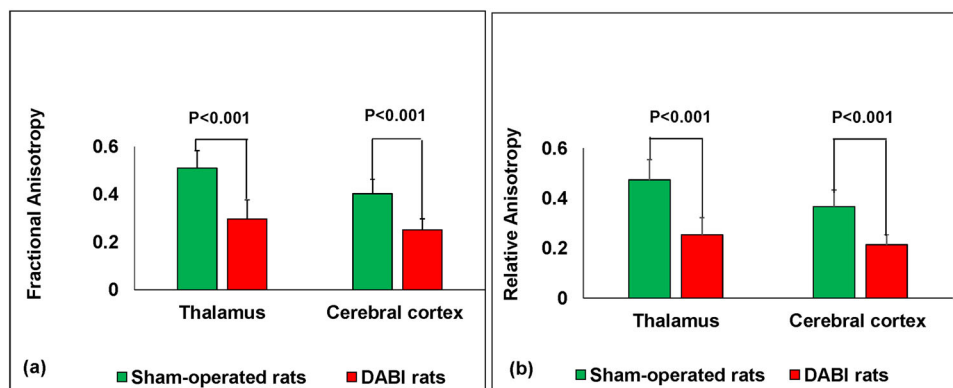 P<0.001
P<0.001
Fractional Anisotropy
0.6
0.4
0.2
0
Thalamus
Cerebral cortex
(a)
Sham-operated rats
DABI rats
P<0.001
P<0.001
Relative Anisotropy
0.6
0.4
0.2
0
Thalamus
Cerebral cortex
(b)
Sham-operated rats
DABI rats